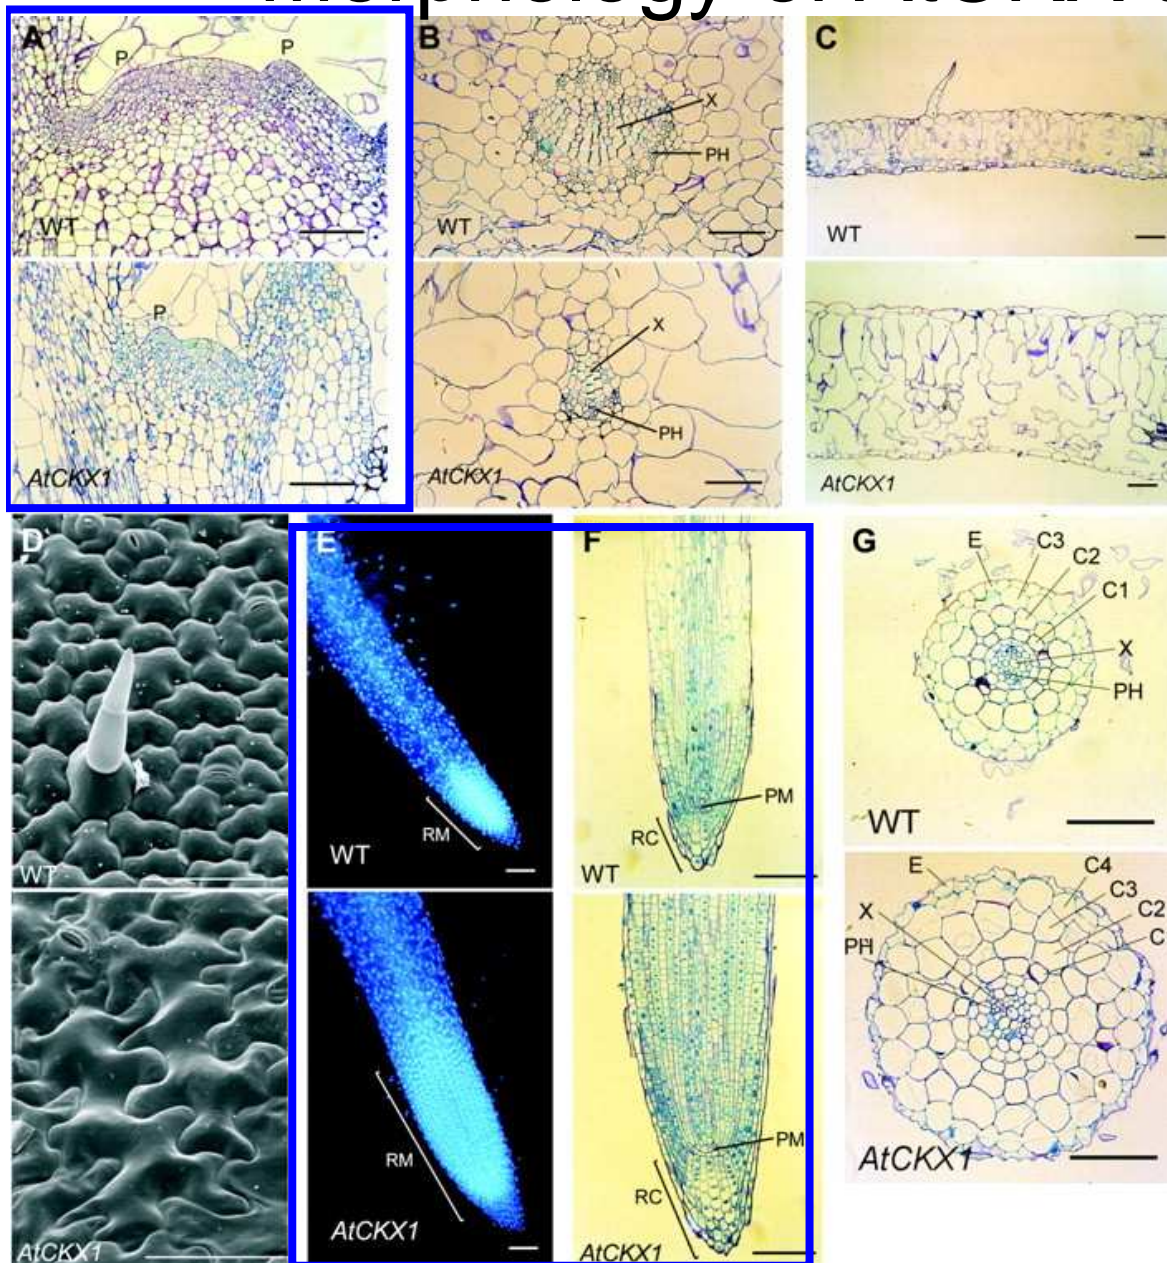 A
P
P
WT
P
AtCKX1
B
X
PH
WT
X
PH
AtCKX1
C
WT
AtCKX1
D
WT
AtCKX1
E
RM
WT
RM
AtCKX1
F
PM
RC
WT
PM
RC
AtCKX1
G
E
C3
C2
C1
X
PH
WT
E
C4
C3
C2
C
X
PH
AtCKX1